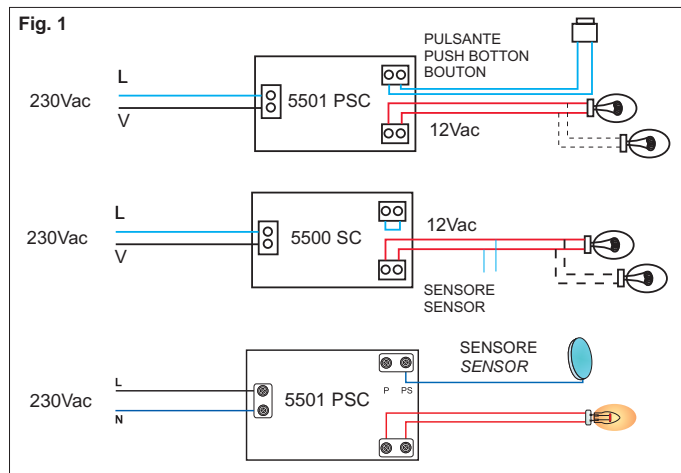 Fig. 1
PULSANTE
PUSH BOTTON
BOUTON
L
230Vac
V
5501 PSC
12Vac
L
230Vac
V
5500 SC
12Vac
SENSORE
SENSOR
SENSORE
SENSOR
L
230Vac
N
5501 PSC
P PS